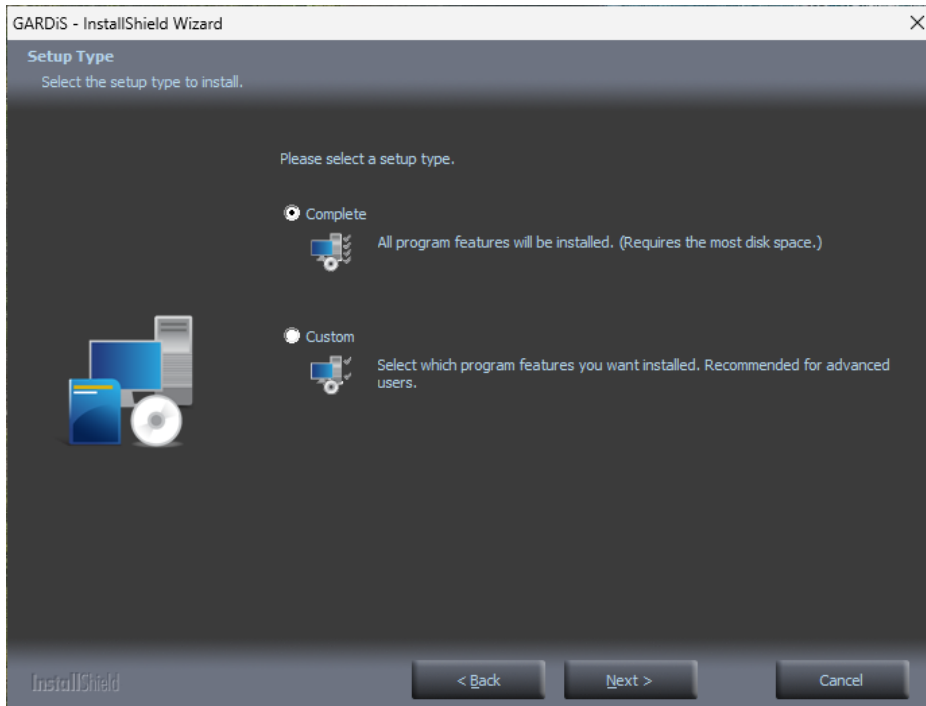 GARDiS - InstallShield Wizard
Setup Type
Select the setup type to install.
Please select a setup type.
Complete
All program features will be installed. (Requires the most disk space.)
Custom
Select which program features you want installed. Recommended for advanced
users.
InstallShield
< Back
Next >
Cancel